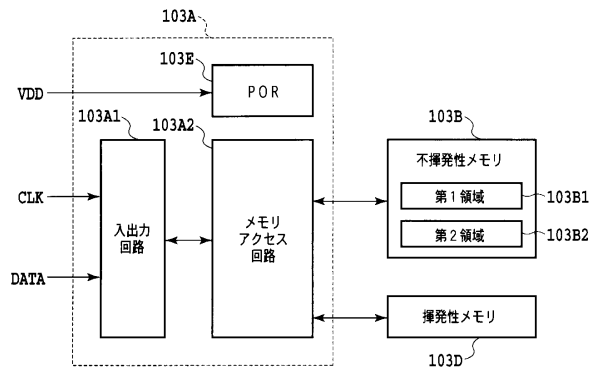 103A
103E
VDD
POR
103A1
103A2
103B
不揮発性メモリ
CLK
第1領域
103B1
入出力
回路
メモリ
アクセス
回路
第2領域
103B2
DATA
揮発性メモリ
103D